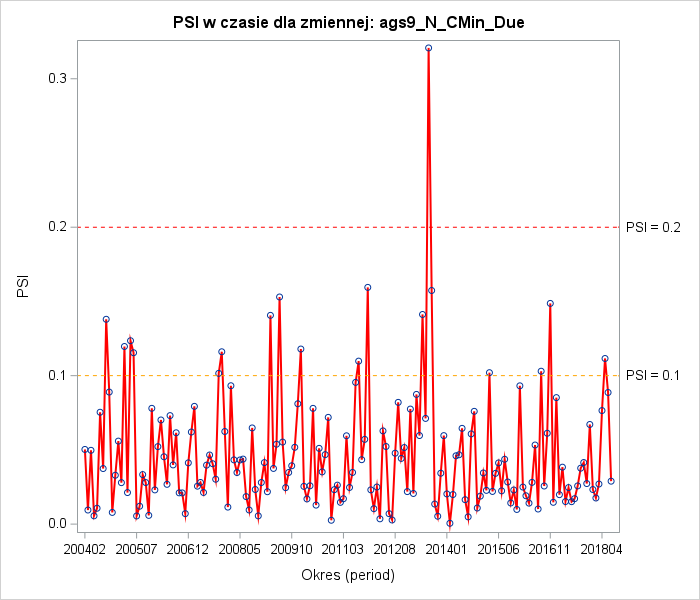 PSI w czasie dla zmiennej: ags9_N_CMin_Due
0.3
0.2
PSI = 0.2
PSI
0.1
PSI = 0.1
0.0
200402 200507 200612 200805 200910 201103 201208 201401 201506 201611 201804
Okres (period)